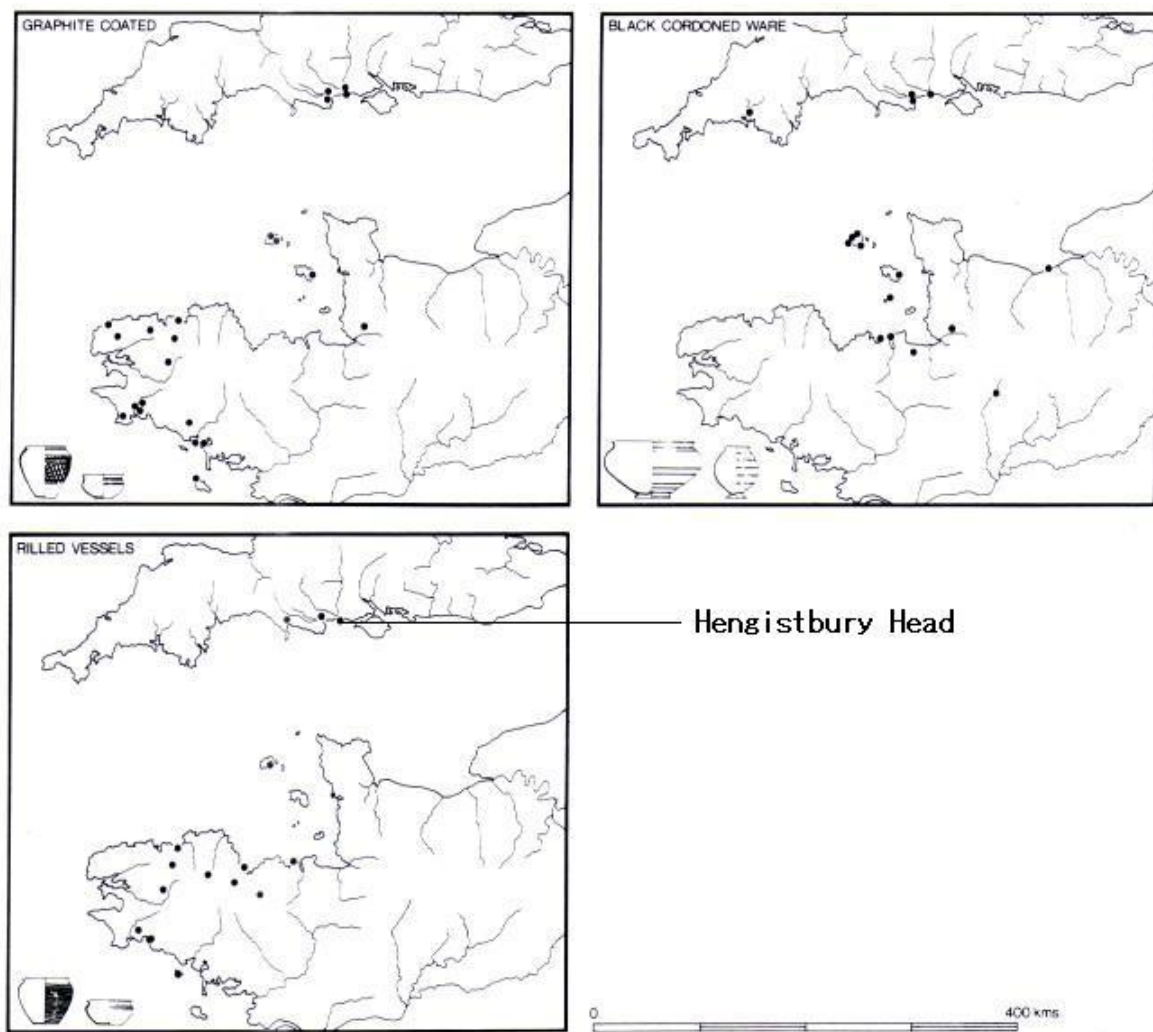 GRAPHITE COATED
BLACK CORDONED WARE
RILLED VESSELS
Hengistbury Head
0 400 kms